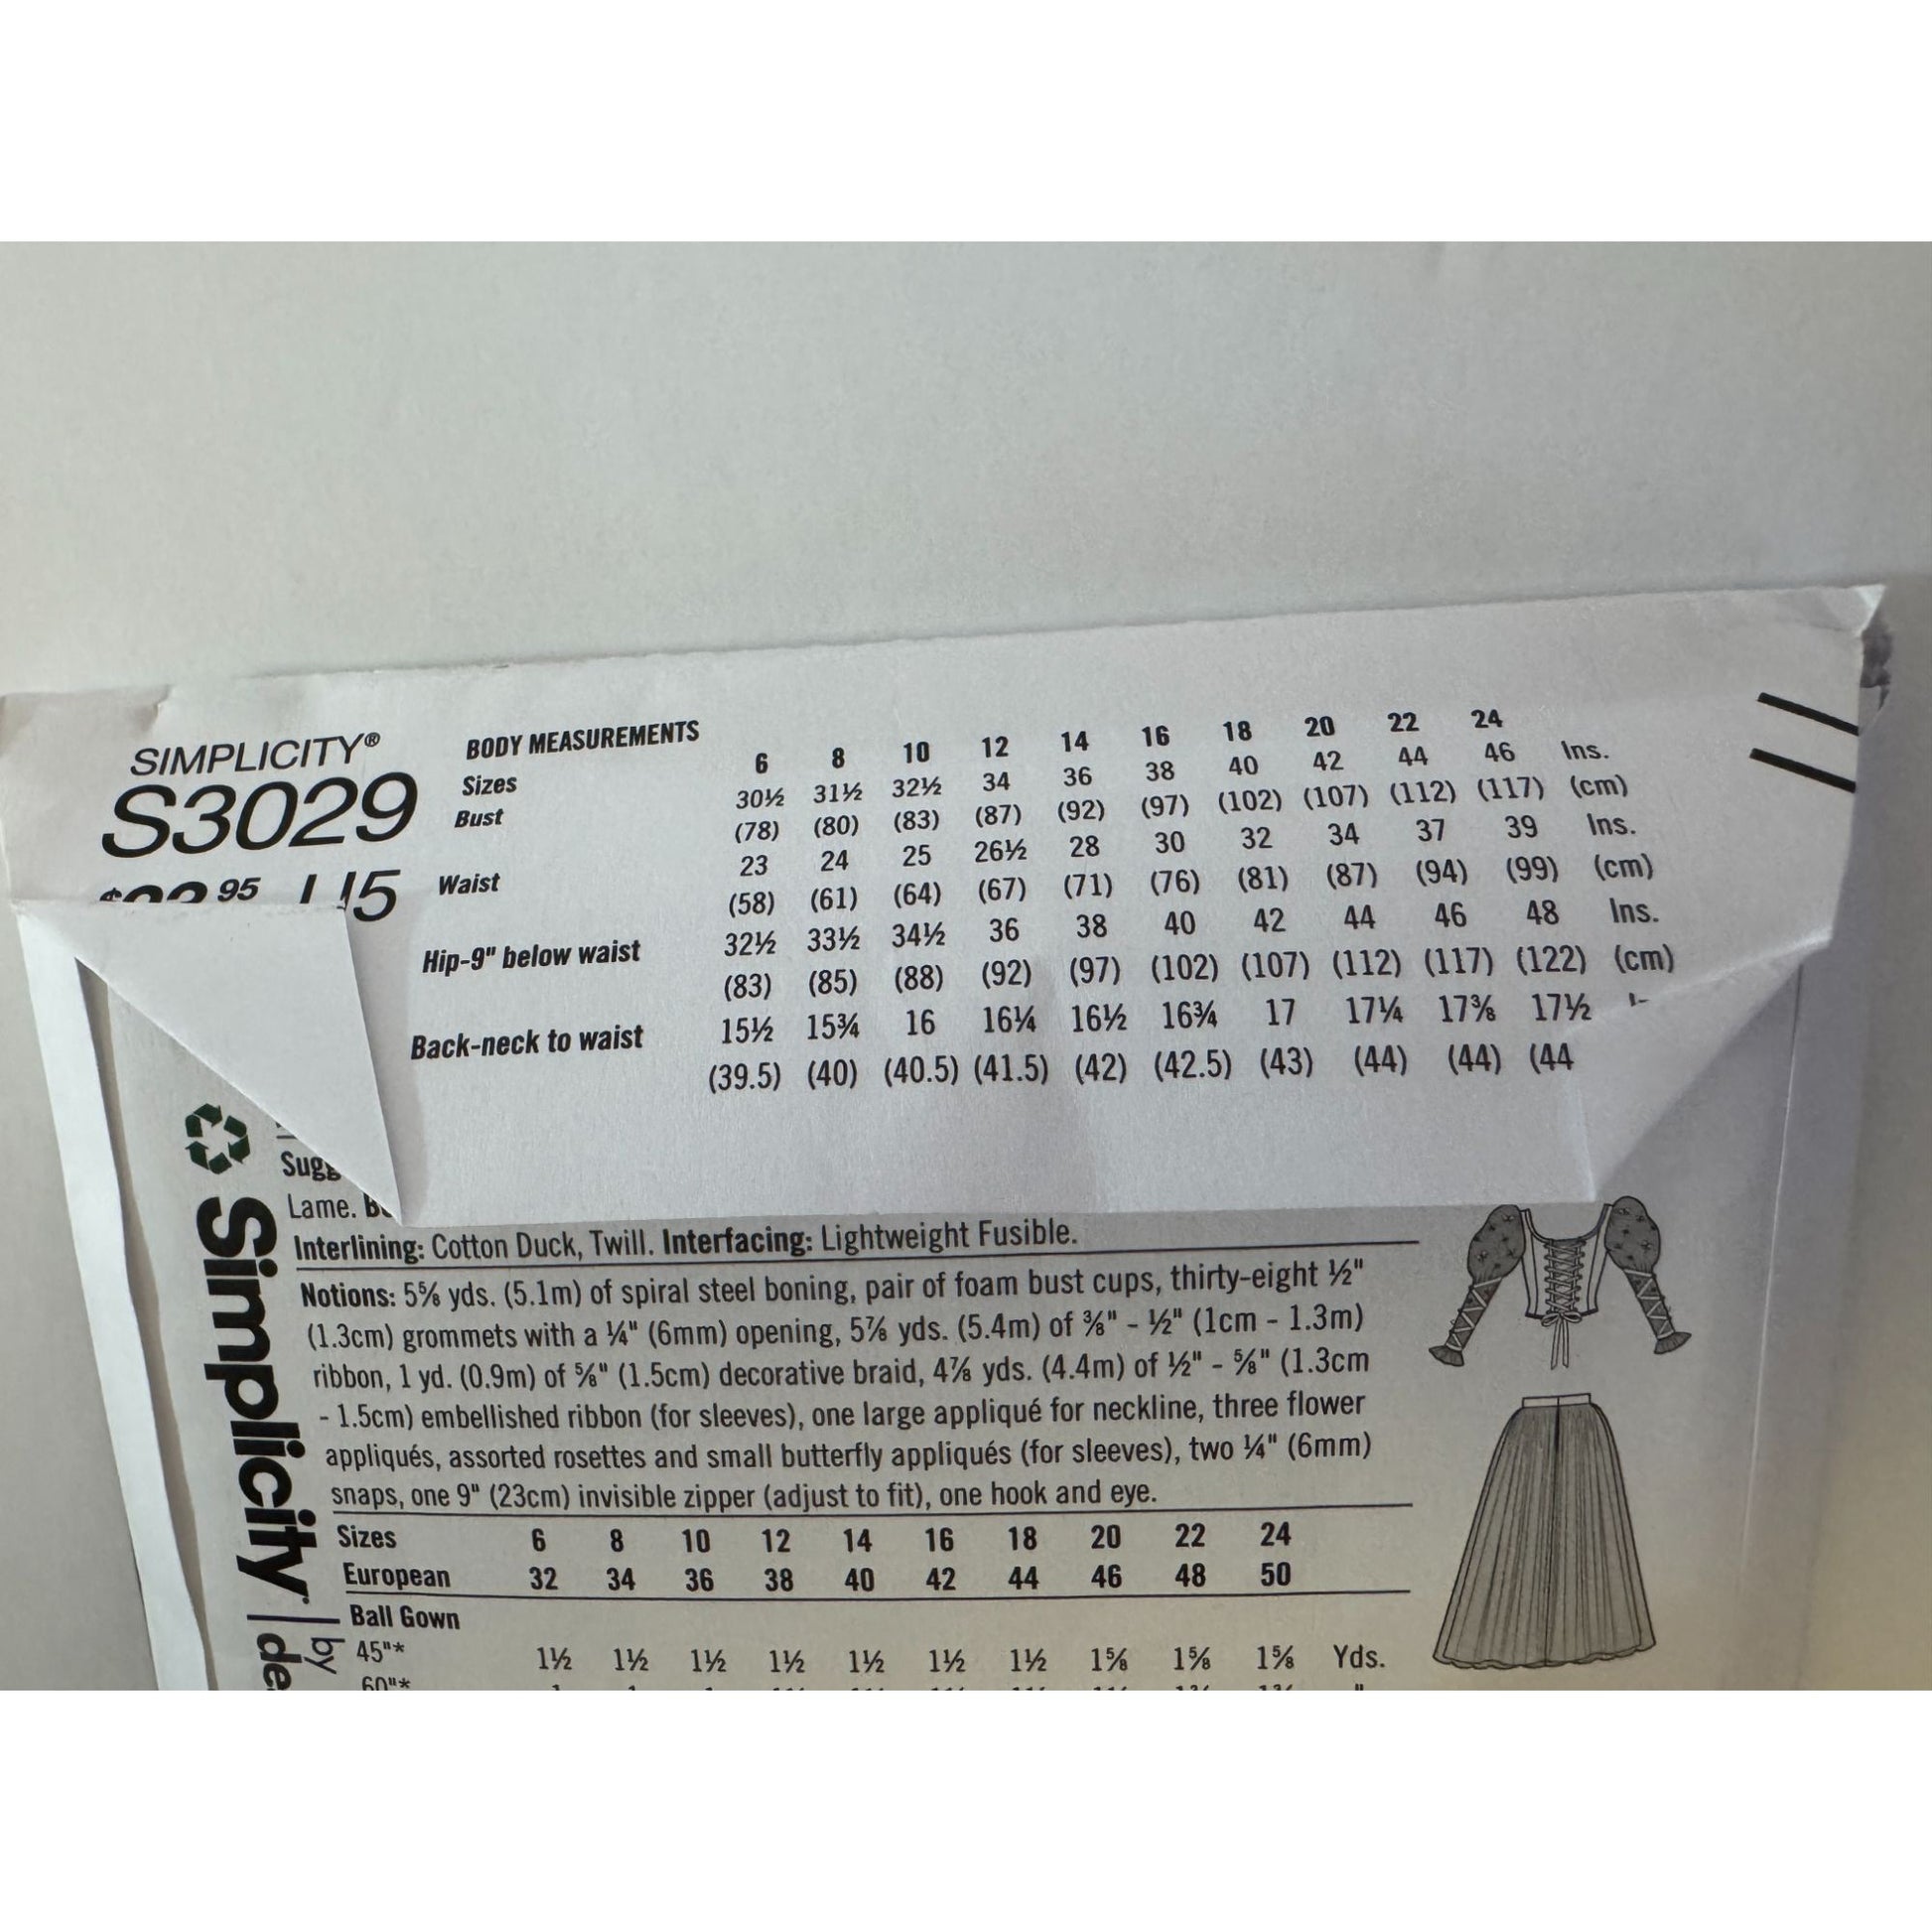 SIMPLICITY®
S3029
95 U5
BODY MEASUREMENTS
Sizes 6 8 10 12 14 16 18 20 22 24
Bust 30½ 31½ 32½ 34 36 38 40 42 44 46 Ins.
(78) (80) (83) (87) (92) (97) (102) (107) (112) (117) (cm)
Waist 23 24 25 26½ 28 30 32 34 37 39 Ins.
(58) (61) (64) (67) (71) (76) (81) (87) (94) (99) (cm)
Hip-9" below waist 32½ 33½ 34½ 36 38 40 42 44 46 48 Ins.
(83) (85) (88) (92) (97) (102) (107) (112) (117) (122) (cm)
Back-neck to waist 15½ 15¾ 16 16¼ 16½ 16¾ 17 17¼ 17⅜ 17½
(39.5) (40) (40.5) (41.5) (42) (42.5) (43) (44) (44) (44
Simplicity by de
Sugg
Lame.
Interlining: Cotton Duck, Twill. Interfacing: Lightweight Fusible.
Notions: 5⅝ yds. (5.1m) of spiral steel boning, pair of foam bust cups, thirty-eight ½"
(1.3cm) grommets with a ¼" (6mm) opening, 5⅞ yds. (5.4m) of ⅜" - ½" (1cm - 1.3m)
ribbon, 1 yd. (0.9m) of ⅝" (1.5cm) decorative braid, 4⅞ yds. (4.4m) of ½" - ⅝" (1.3cm
- 1.5cm) embellished ribbon (for sleeves), one large appliqué for neckline, three flower
appliqués, assorted rosettes and small butterfly appliqués (for sleeves), two ¼" (6mm)
snaps, one 9" (23cm) invisible zipper (adjust to fit), one hook and eye.
Sizes 6 8 10 12 14 16 18 20 22 24
European 32 34 36 38 40 42 44 46 48 50
Ball Gown
45"* 1½ 1½ 1½ 1½ 1½ 1½ 1½ 1⅝ 1⅝ 1⅝ Yds.
60"*